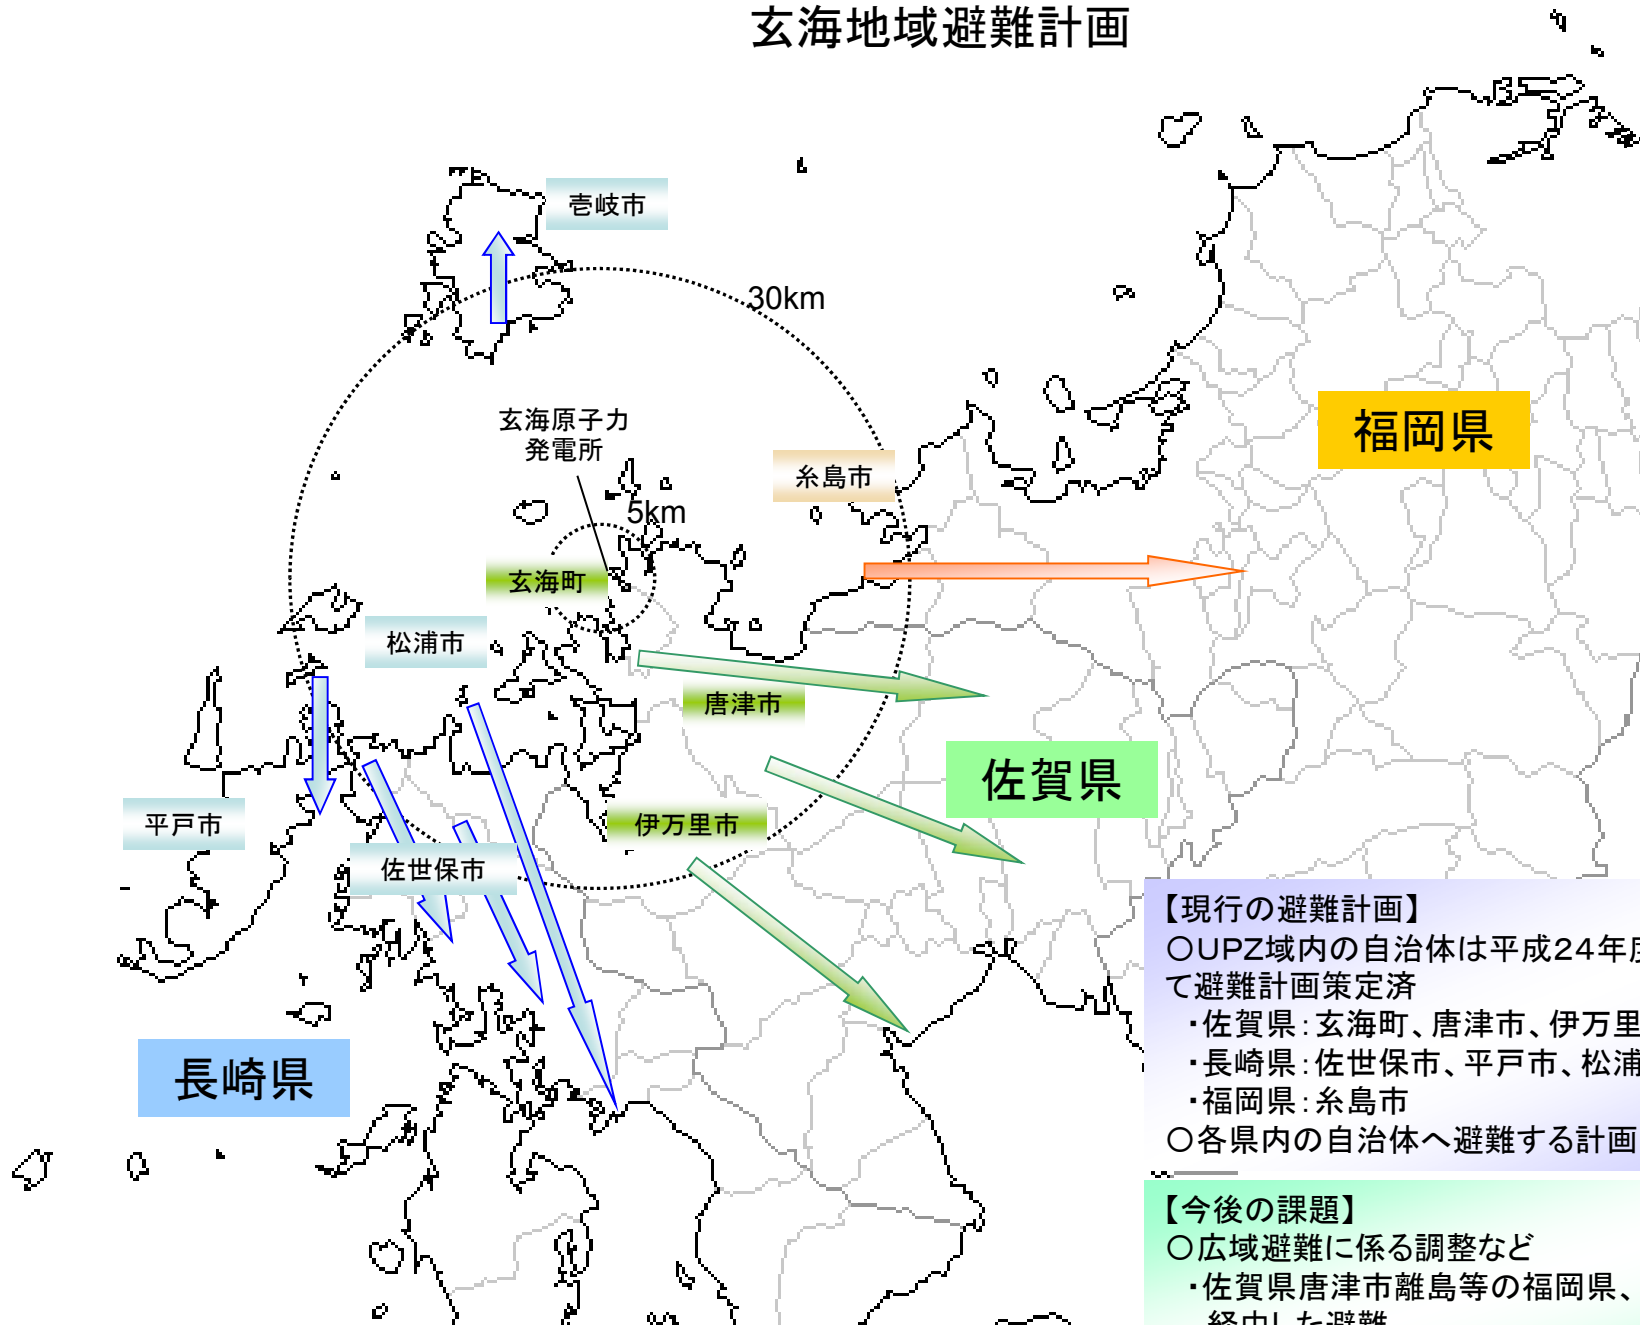 玄海地域避難計画
壱岐市
30km
玄海原子力
発電所
糸島市
福岡県
5km
玄海町
松浦市
唐津市
佐賀県
平戸市
伊万里市
佐世保市
長崎県
【現行の避難計画】
○UPZ域内の自治体は平成24年度
て避難計画策定済
・佐賀県：玄海町、唐津市、伊万里
・長崎県：佐世保市、平戸市、松浦
・福岡県：糸島市
○各県内の自治体へ避難する計画
【今後の課題】
○広域避難に係る調整など
・佐賀県唐津市離島等の福岡県、
経由した避難